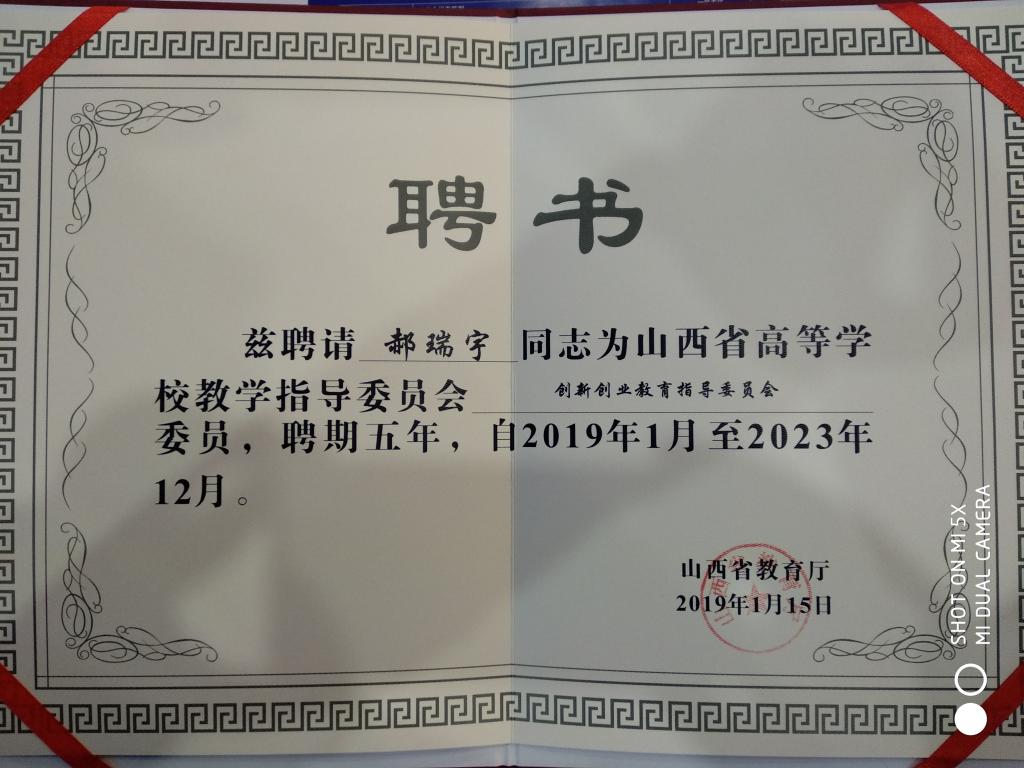 聘书
兹聘请 郝瑞宇 同志为山西省高等学
校教学指导委员会 创新创业教育指导委员会
委员，聘期五年，自2019年1月至2023年
12月。
山西省教育厅
2019年1月15日
SHOT ON MI 5X
MI DUAL CAMERA